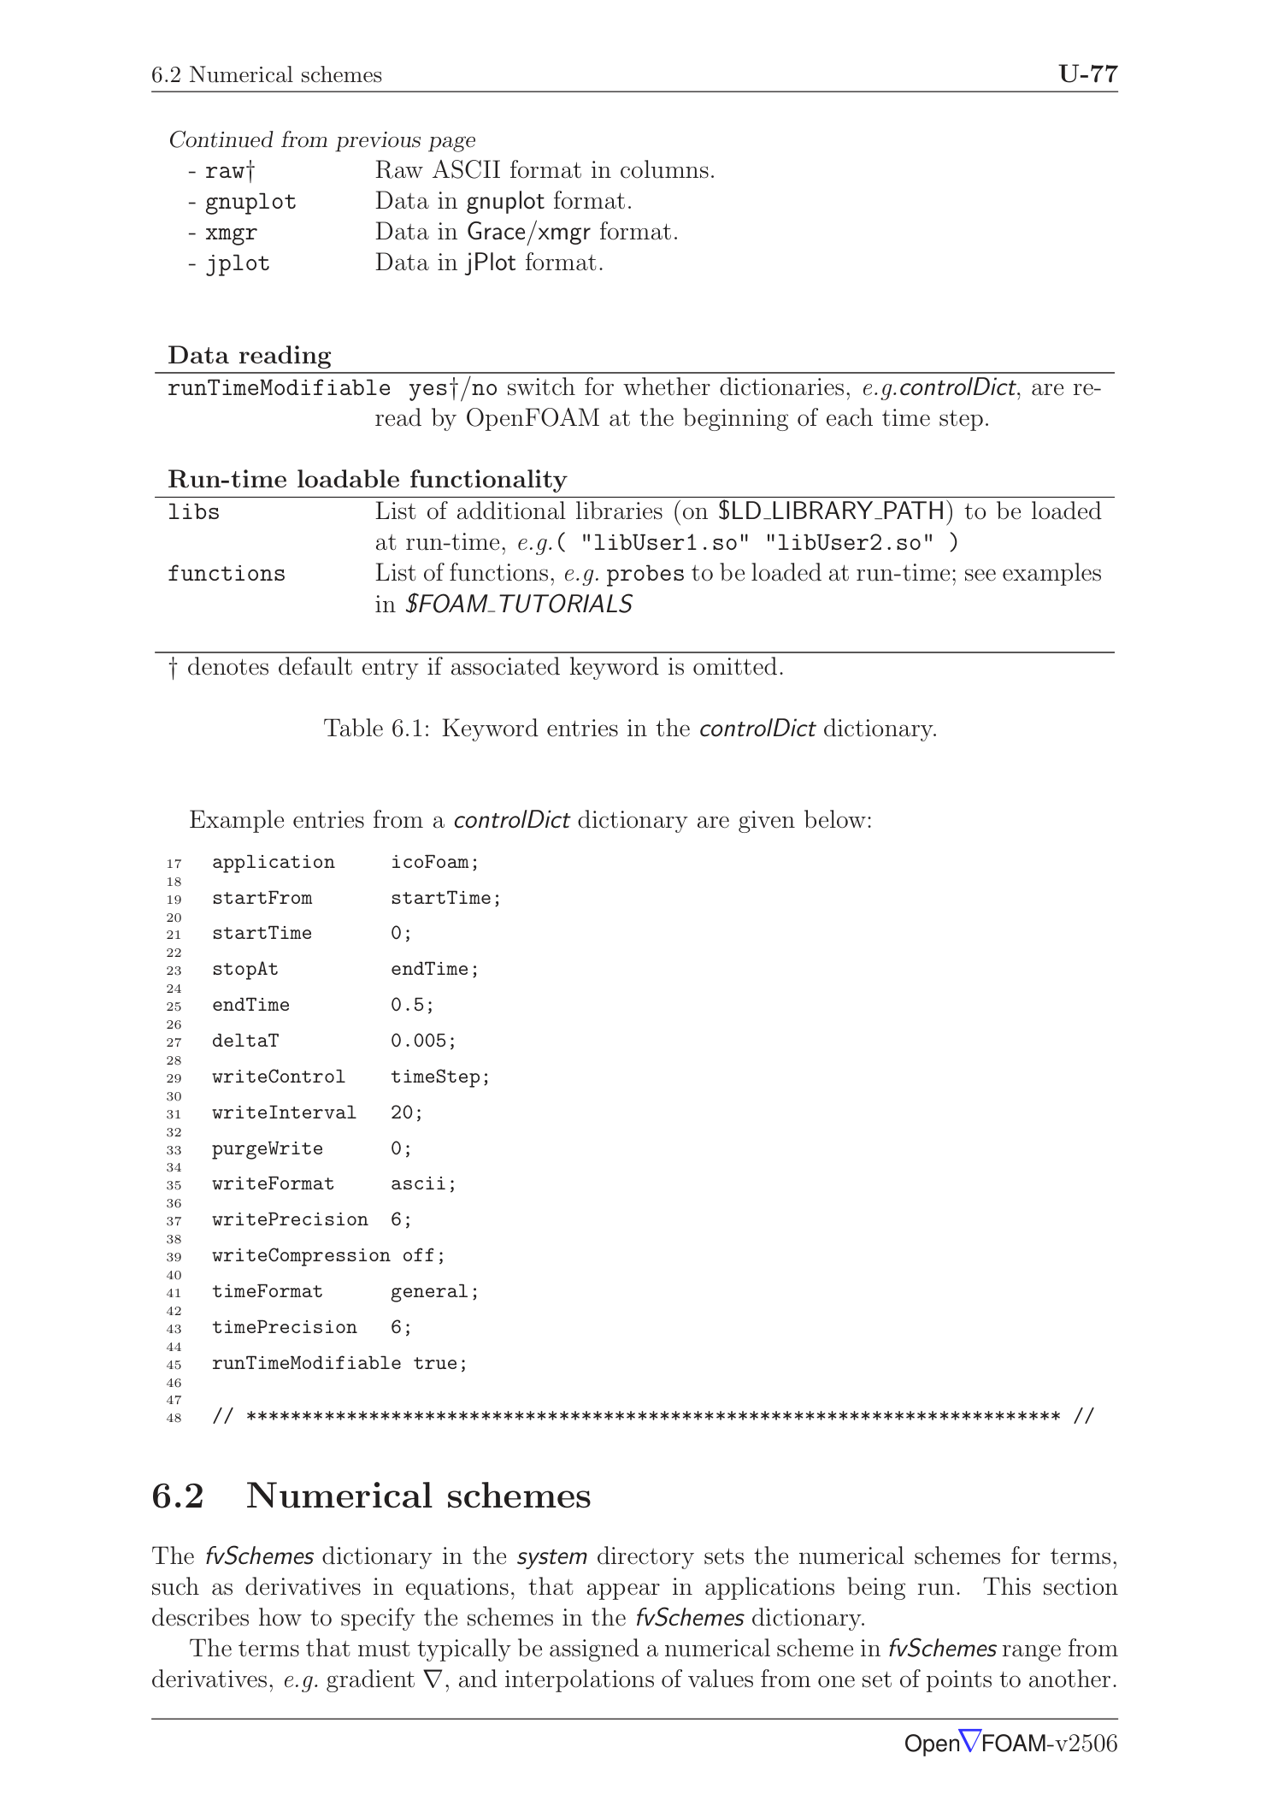 6.2 Numerical schemes U-77
Continued from previous page
- raw† Raw ASCII format in columns.
- gnuplot Data in gnuplot format.
- xmgr Data in Grace/xmgr format.
- jplot Data in jPlot format.
Data reading
runTimeModifiable yes†/no switch for whether dictionaries, e.g.controlDict, are re-
read by OpenFOAM at the beginning of each time step.
Run-time loadable functionality
libs List of additional libraries (on $LD_LIBRARY_PATH) to be loaded
at run-time, e.g.( "libUser1.so" "libUser2.so" )
functions List of functions, e.g. probes to be loaded at run-time; see examples
in $FOAM_TUTORIALS
† denotes default entry if associated keyword is omitted.
Table 6.1: Keyword entries in the controlDict dictionary.
Example entries from a controlDict dictionary are given below:
17 application icoFoam;
18
19 startFrom startTime;
20
21 startTime 0;
22
23 stopAt endTime;
24
25 endTime 0.5;
26
27 deltaT 0.005;
28
29 writeControl timeStep;
30
31 writeInterval 20;
32
33 purgeWrite 0;
34
35 writeFormat ascii;
36
37 writePrecision 6;
38
39 writeCompression off;
40
41 timeFormat general;
42
43 timePrecision 6;
44
45 runTimeModifiable true;
46
47
48 // ************************************************************************* //
6.2 Numerical schemes
The fvSchemes dictionary in the system directory sets the numerical schemes for terms,
such as derivatives in equations, that appear in applications being run. This section
describes how to specify the schemes in the fvSchemes dictionary.
The terms that must typically be assigned a numerical scheme in fvSchemes range from
derivatives, e.g. gradient ∇, and interpolations of values from one set of points to another.
Open∇FOAM-v2506